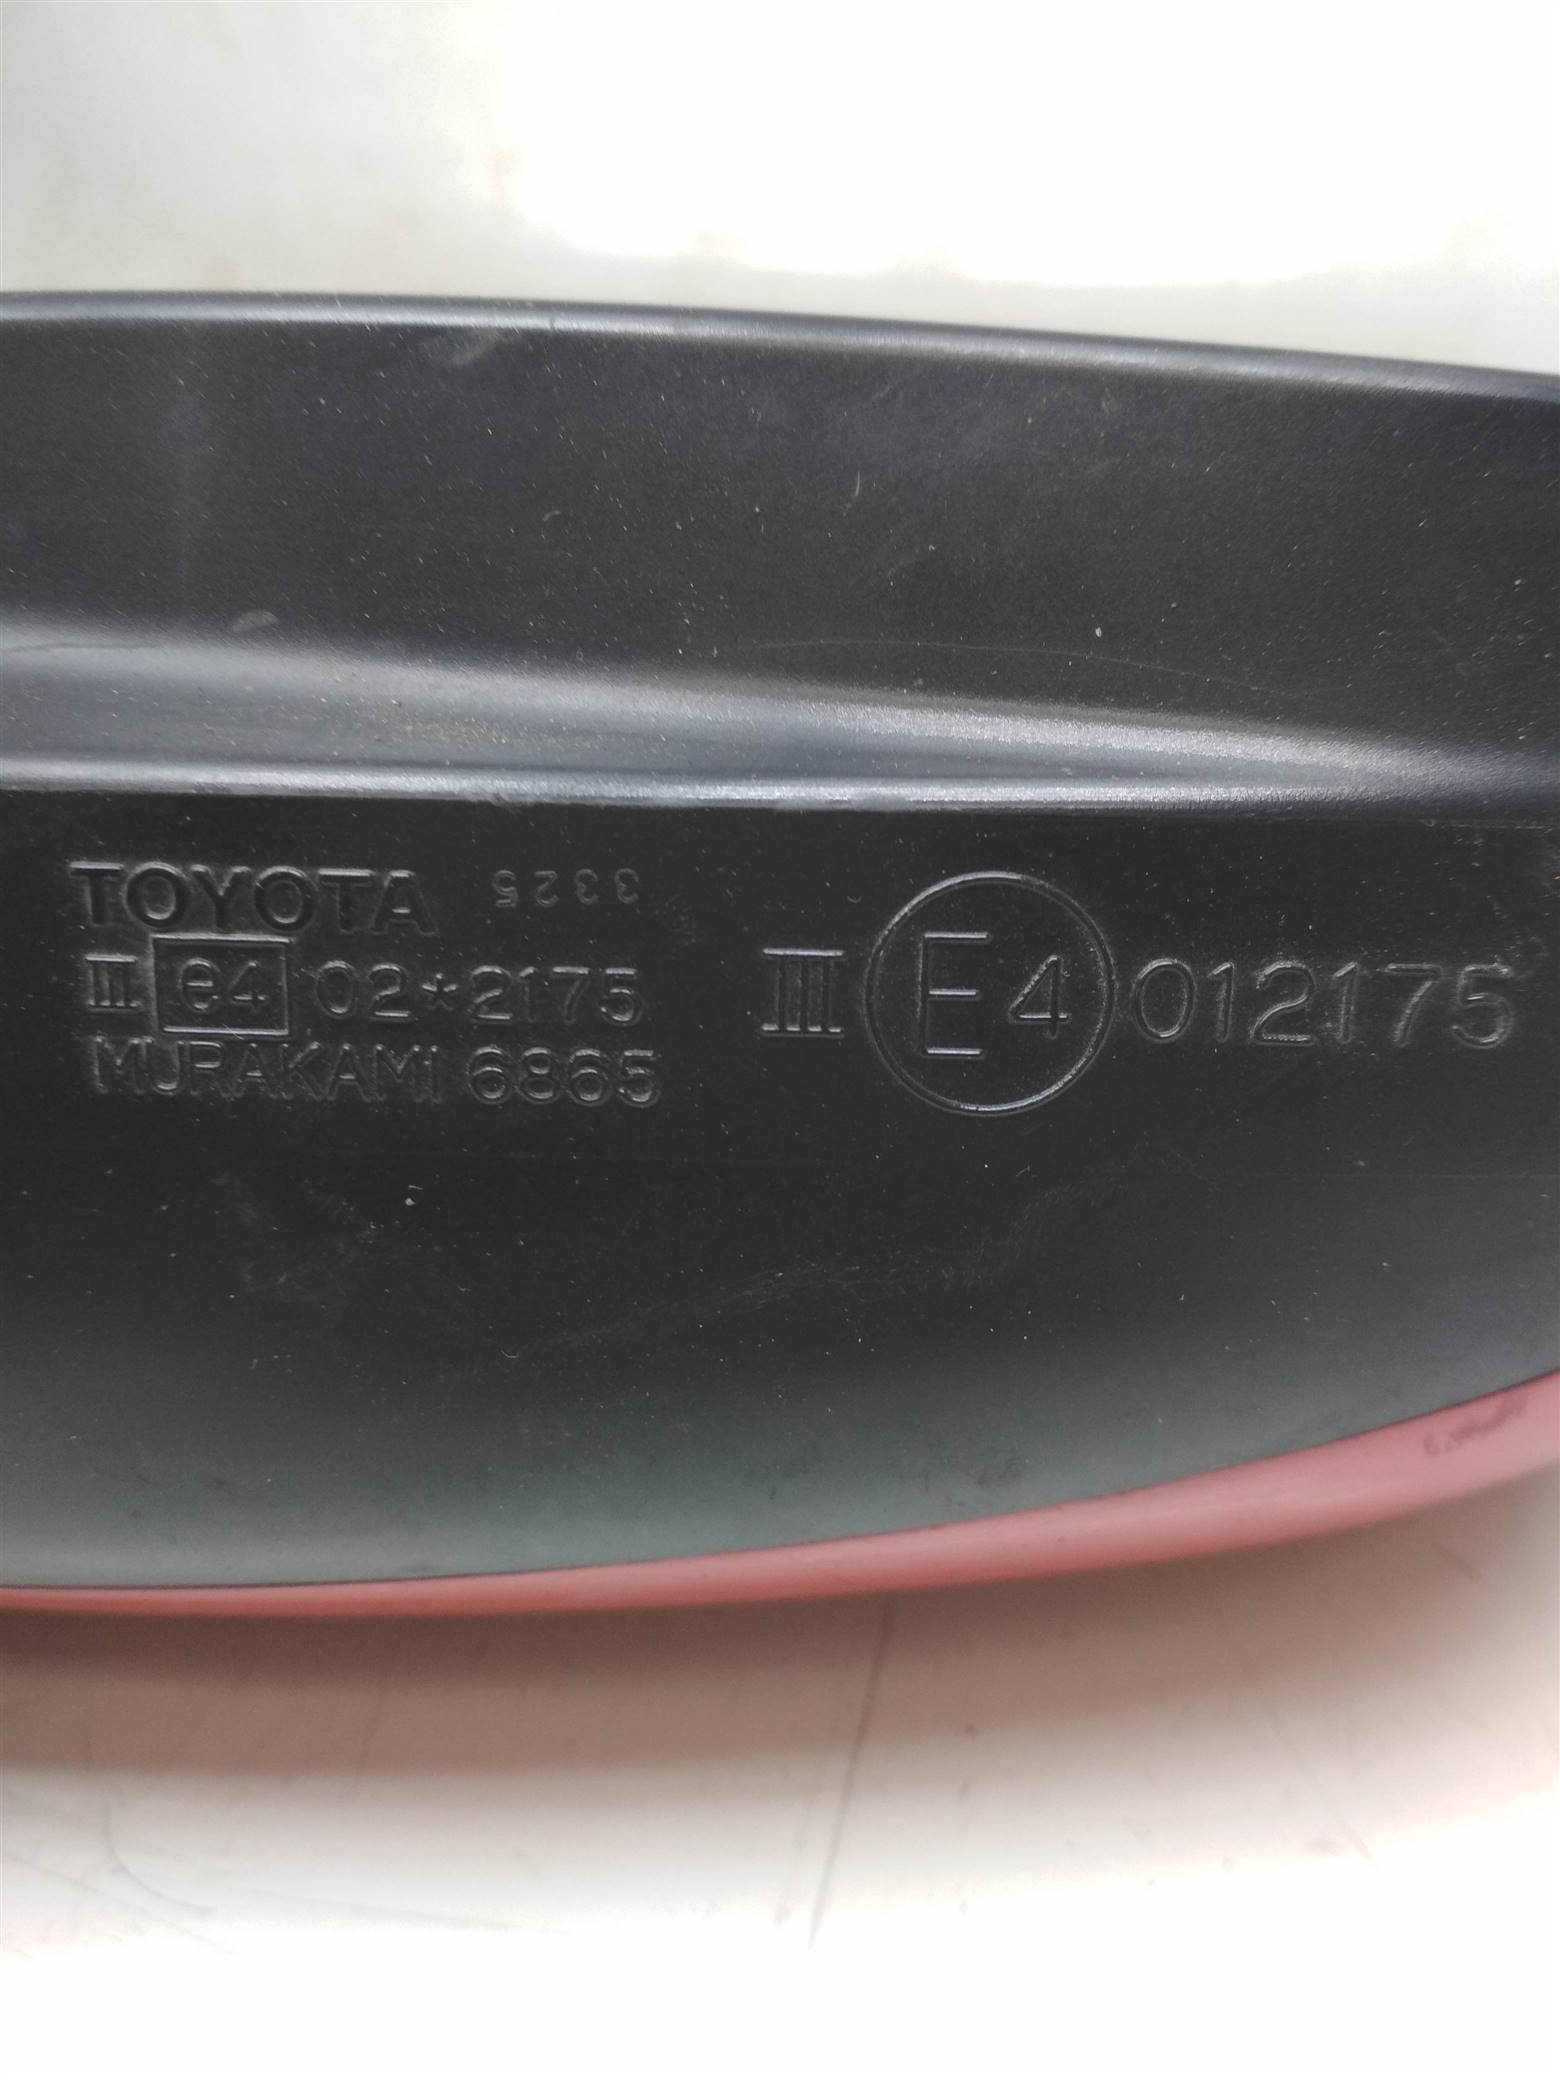 TOYOTA 3325
III e4 02*2175
MURAKAMI 6865
III E4 012175